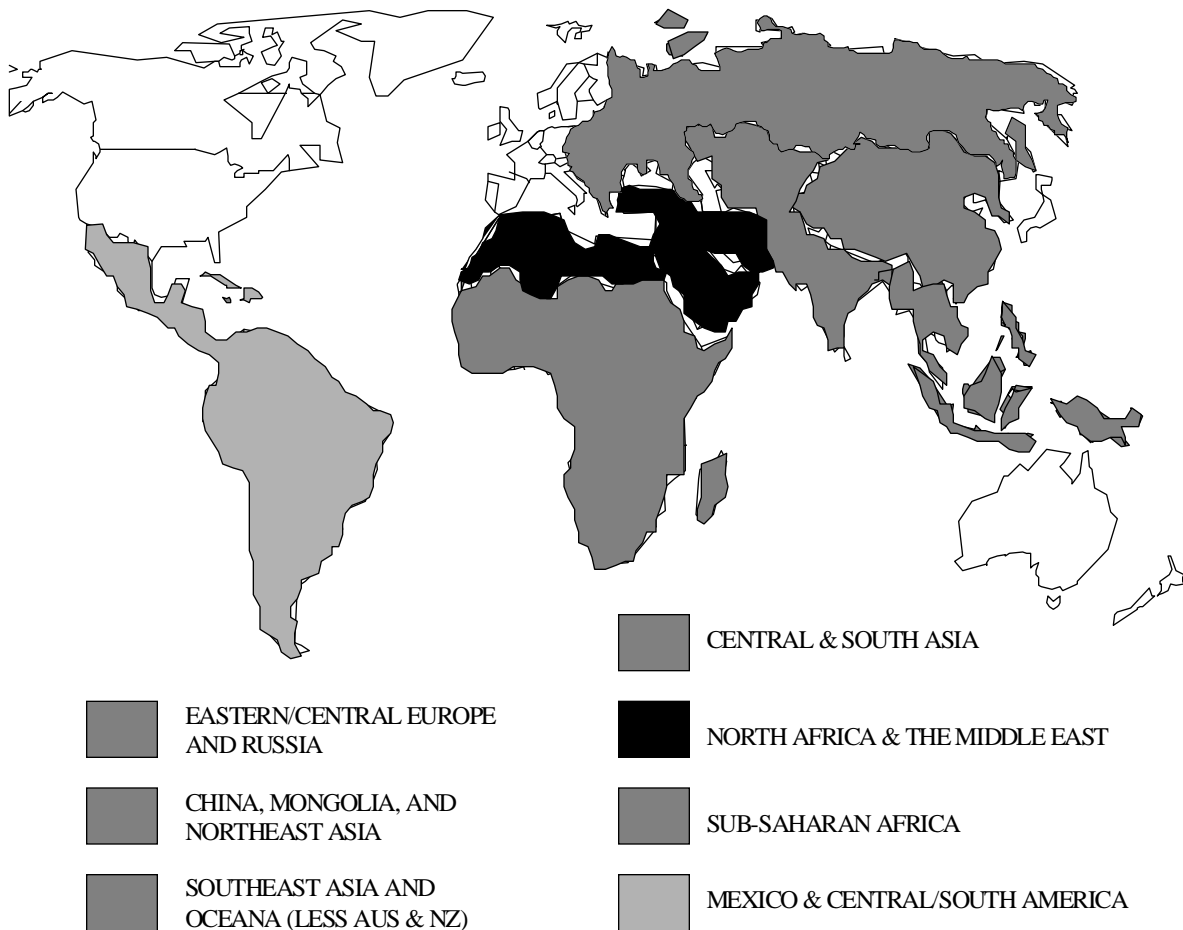 CENTRAL & SOUTH ASIA
EASTERN/CENTRAL EUROPE
AND RUSSIA
NORTH AFRICA & THE MIDDLE EAST
CHINA, MONGOLIA, AND
NORTHEAST ASIA
SUB-SAHARAN AFRICA
SOUTHEAST ASIA AND
OCEANA (LESS AUS & NZ)
MEXICO & CENTRAL/SOUTH AMERICA